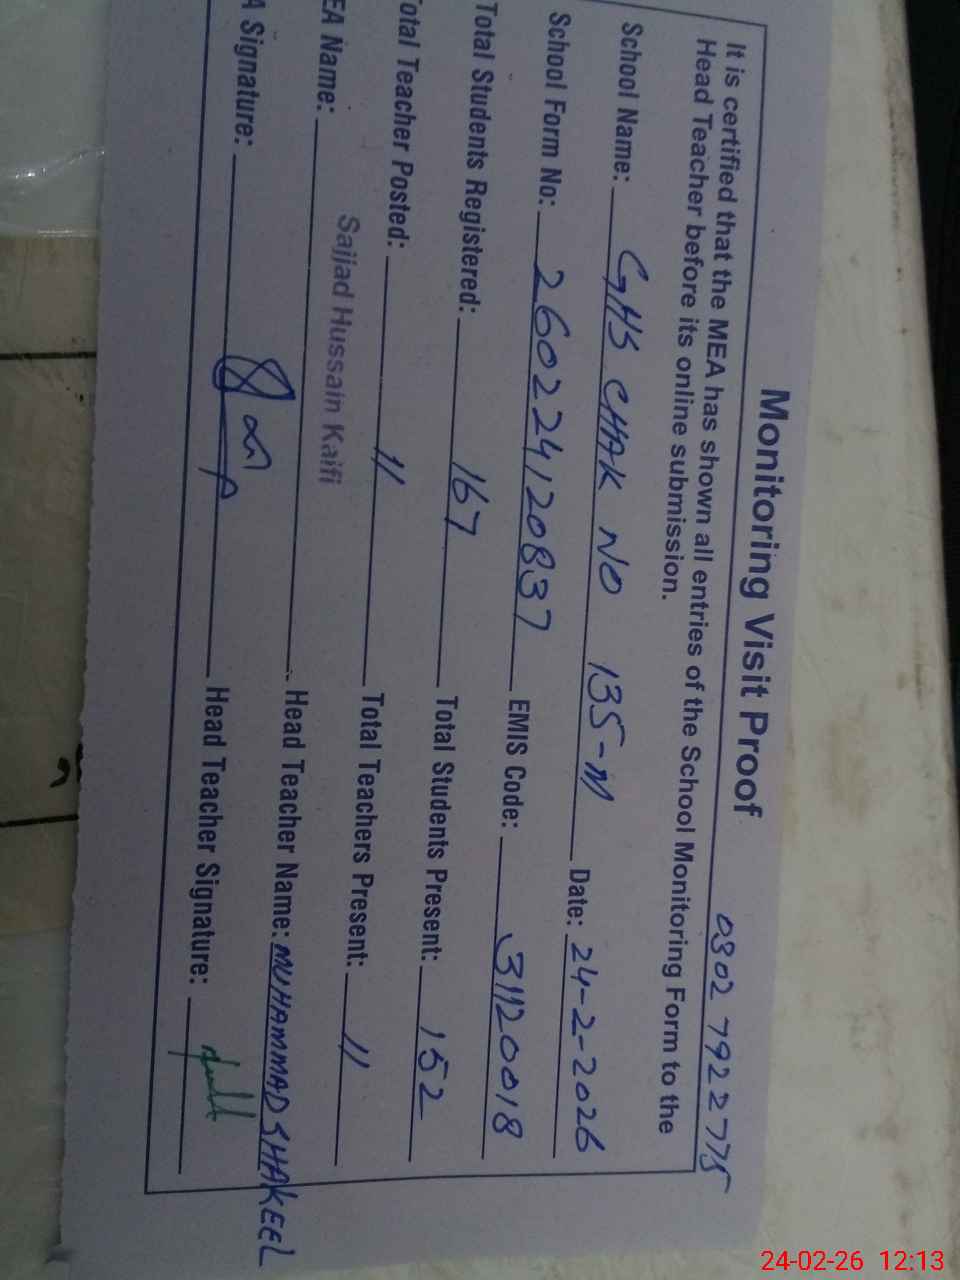 Monitoring Visit Proof
0302 7922775
It is certified that the MEA has shown all entries of the School Monitoring Form to the
Head Teacher before its online submission.
School Name: GHS CHAK NO 135-M Date: 24-2-2026
School Form No: 260224120837 EMIS Code: 31120018
Total Students Registered: 167 Total Students Present: 152
Total Teacher Posted: 11 Total Teachers Present: 11
EA Name: Sajjad Hussain Kaifi Head Teacher Name: MUHAMMAD SHAKEEL
A Signature: Head Teacher Signature:
24-02-26 12:13